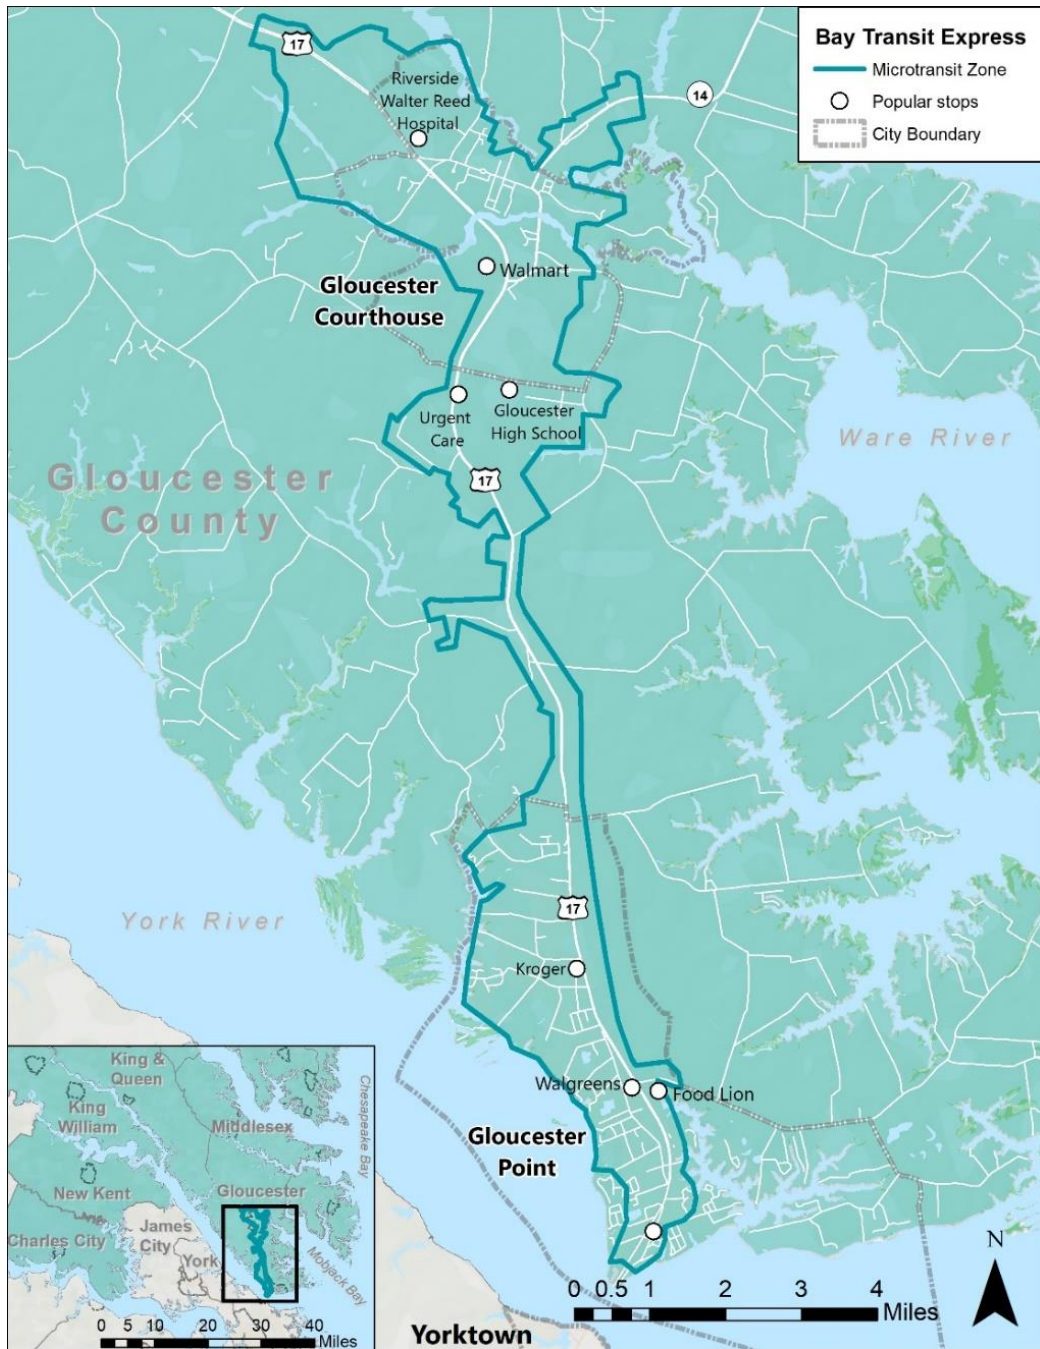 Bay Transit Express
Microtransit Zone
Popular stops
City Boundary
17
14
Riverside
Walter Reed
Hospital
Walmart
Gloucester
Courthouse
Urgent
Care
Gloucester
High School
Ware River
17
Gloucester
County
17
York River
Kroger
Walgreens
Food Lion
Gloucester
Point
King &
Queen
King
William
Middlesex
Chesapeake Bay
New Kent
Gloucester
James
City
Charles City
York
Mobjack Bay
0 5 10 20 30 40
Miles
N
0 0.5 1 2 3 4
Miles
Yorktown